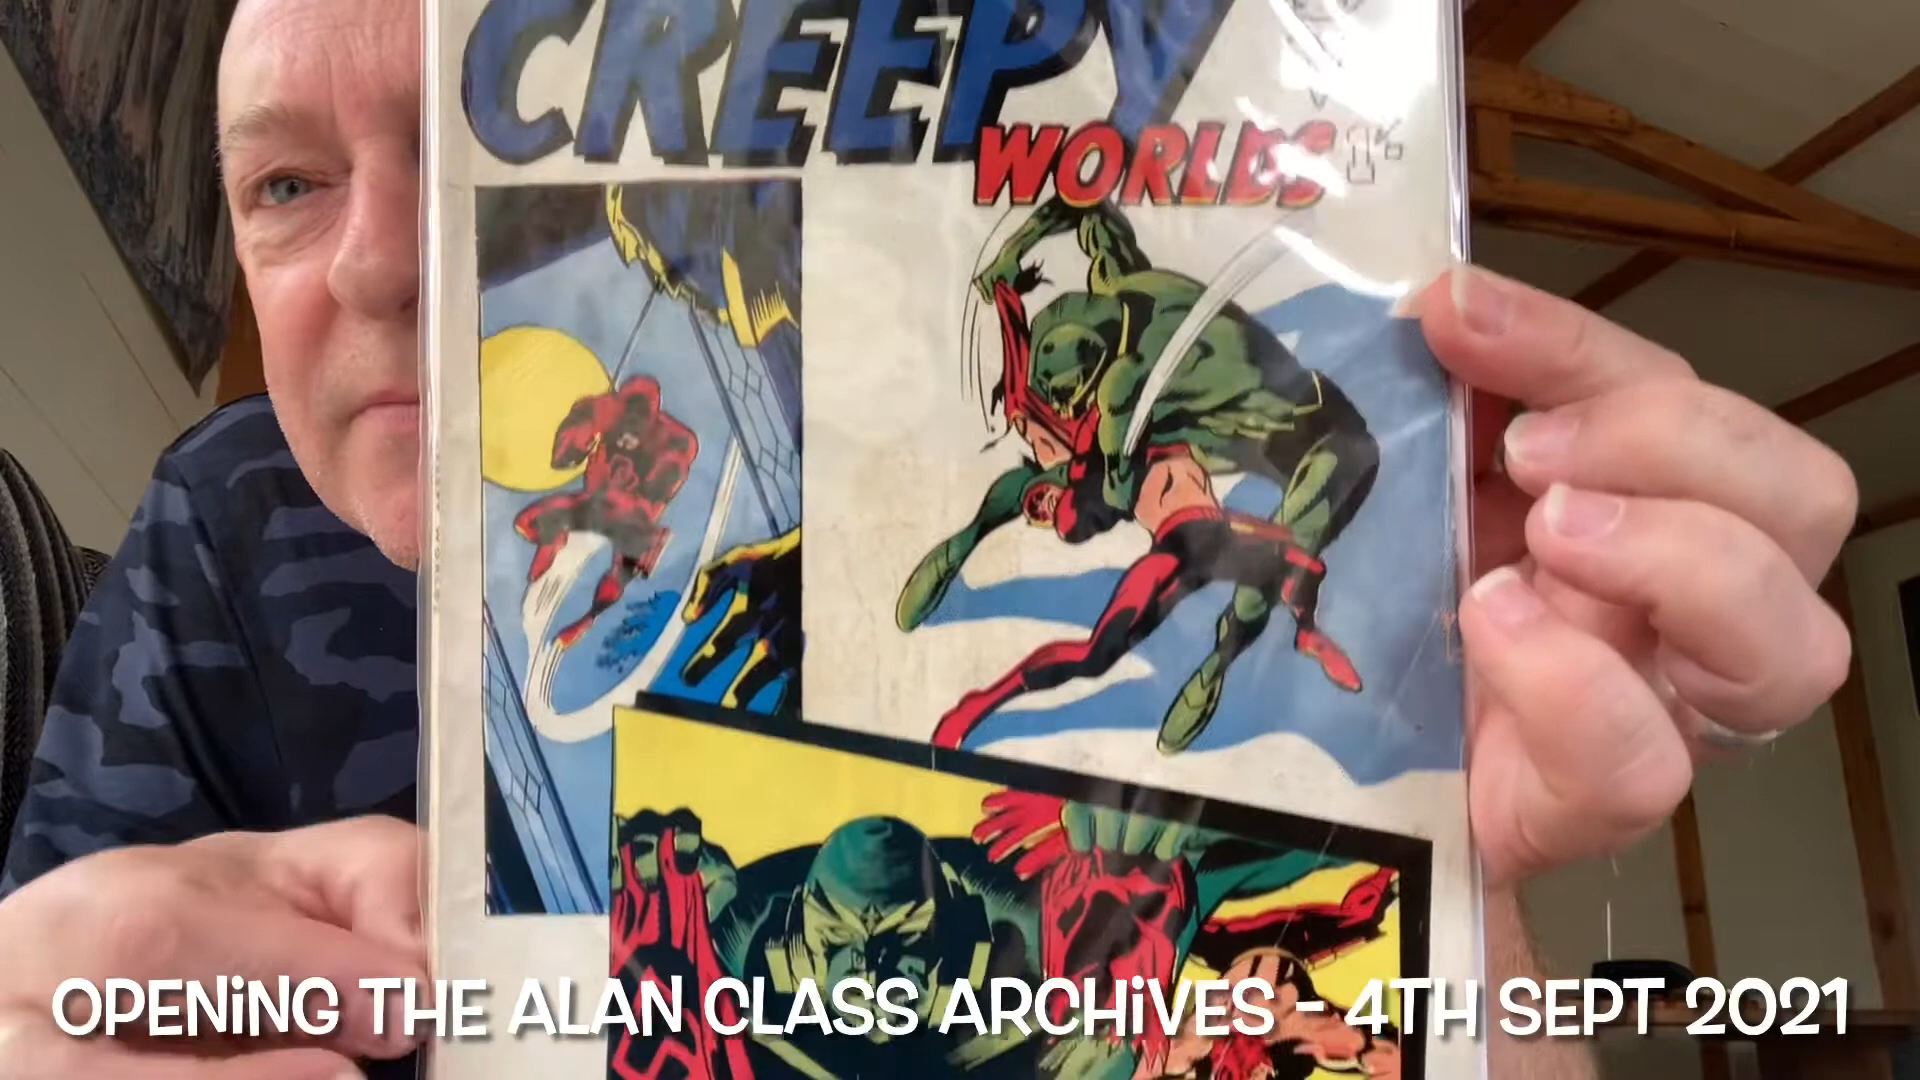 CREEPY
WORLDS 1/-
OPENING THE ALAN CLASS ARCHIVES - 4TH SEPT 2021